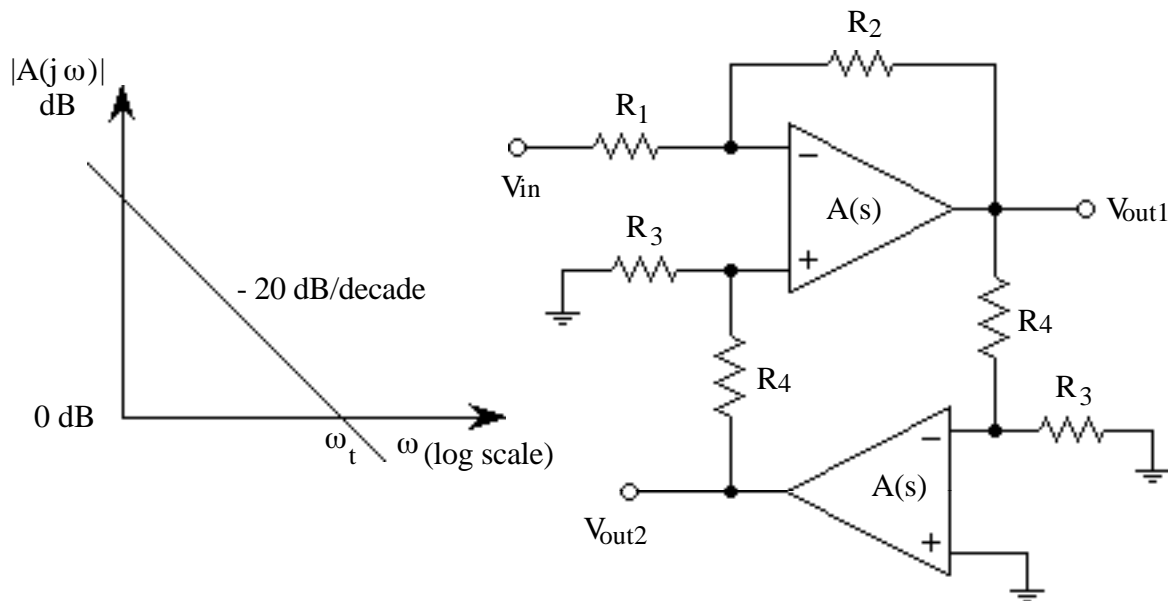 |A(j ω)|
dB
- 20 dB/decade
0 dB
ωt
ω (log scale)
R2
R1
Vin
−
A(s)
+
Vout1
R3
R4
R4
R3
−
A(s)
+
Vout2